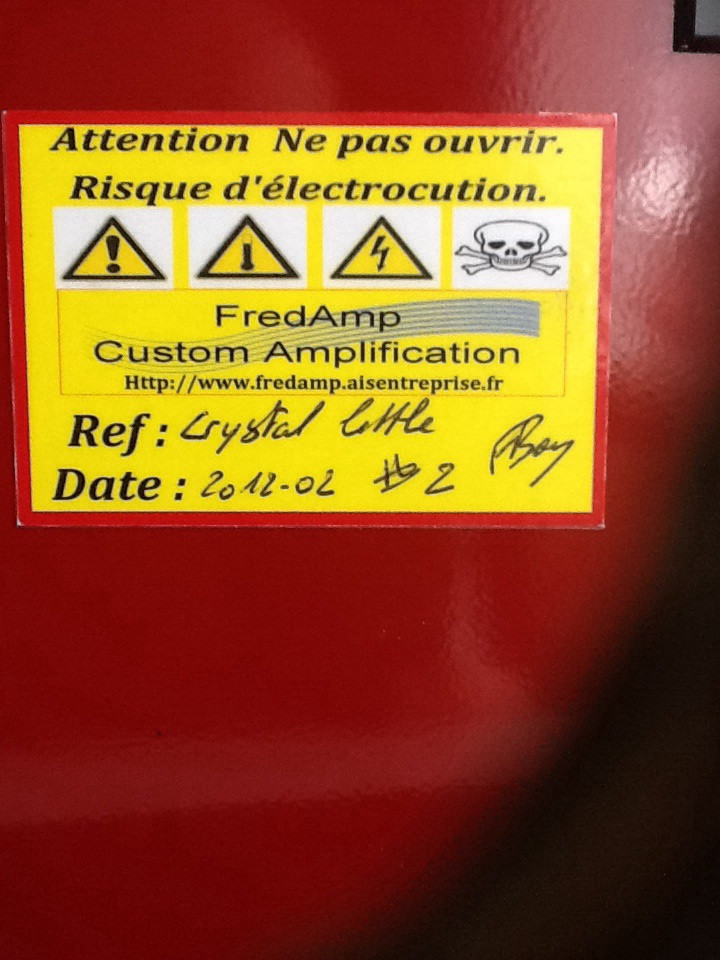 Attention Ne pas ouvrir.
Risque d'électrocution.
FredAmp
Custom Amplification
Http://www.fredamp.aisentreprise.fr
Ref : Crystal little
Date : 2012-02 #2